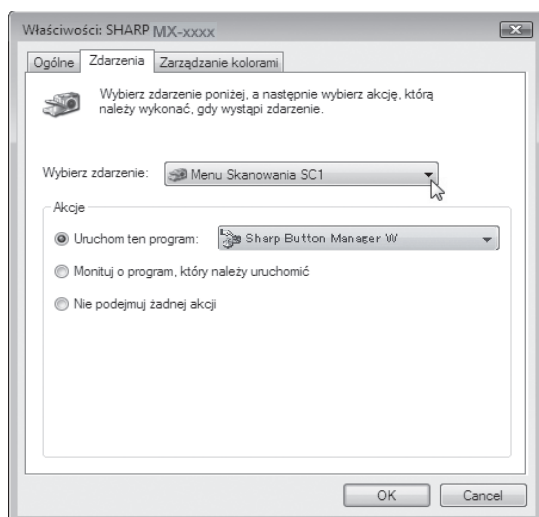 Właściwości: SHARP MX-xxxx
Ogólne Zdarzenia Zarządzanie kolorami
Wybierz zdarzenie poniżej, a następnie wybierz akcję, którą
należy wykonać, gdy wystąpi zdarzenie.
Wybierz zdarzenie: Menu Skanowania SC1
Akcje
Uruchom ten program: Sharp Button Manager W
Monituj o program, który należy uruchomić
Nie podejmuj żadnej akcji
OK Cancel